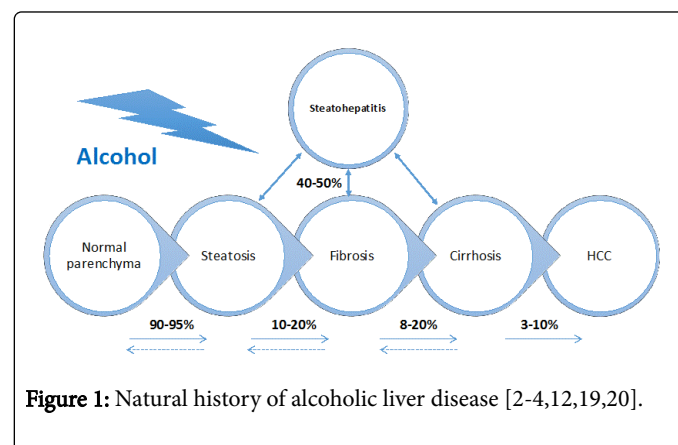 Steatohepatitis
Alcohol
40-50%
Normal
parenchyma
Steatosis
Fibrosis
Cirrhosis
HCC
90-95%
10-20%
8-20%
3-10%
Figure 1: Natural history of alcoholic liver disease [2-4,12,19,20].